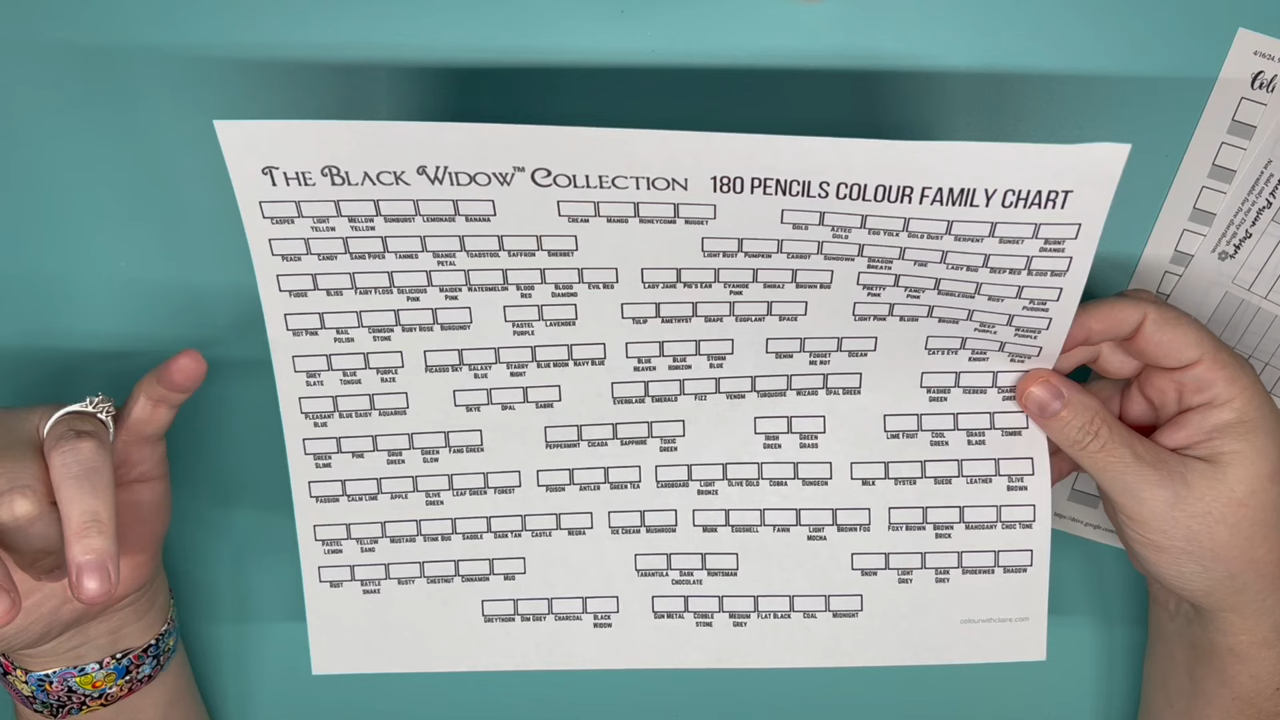 THE BLACK WIDOW™ COLLECTION 180 PENCILS COLOUR FAMILY CHART
CASPER LIGHT YELLOW MELLOW YELLOW SUNBURST LEMONADE BANANA CREAM MANGO HONEYCOMB NUGGET GOLD AZTEC GOLD EGG YOLK GOLD DUST SERPENT SUNSET BURNT ORANGE
PEACH CANDY SAND PIPER TANNED ORANGE PETAL TOADSTOOL SAFFRON SHERBET LIGHT RUST PUMPKIN CARROT SUNDOWN DRAGON BREATH FIRE LADY BUG DEEP RED BLOOD SHOT
FUDGE BLISS FAIRY FLOSS DELICIOUS PINK MAIDEN PINK WATERMELON BLOOD RED BLOOD DIAMOND EVIL RED LADY JANE PIG'S EAR CYANIDE PINK SHIRAZ BROWN BUG PRETTY PINK FANCY PINK BUBBLEGUM ROSY PLUM PUDDING
HOT PINK NAIL POLISH CRIMSON STONE RUBY ROSE BURGUNDY PASTEL PURPLE LAVENDER TULIP AMETHYST GRAPE EGGPLANT SPACE LIGHT PINK BLUSH BRUISE DEEP PURPLE WASHED PURPLE
GREY SLATE BLUE TONGUE PURPLE HAZE PICASSO SKY GALAXY BLUE STARRY NIGHT BLUE MOON NAVY BLUE BLUE HEAVEN BLUE HORIZON STORM BLUE DENIM FORGET ME NOT OCEAN CAT'S EYE DARK KNIGHT BLUE
PLEASANT BLUE BLUE DAISY AQUARIUS SKYE OPAL SABRE EVERGLADE EMERALD FIZZ VENOM TURQUOISE WIZARD OPAL GREEN WASHED GREEN ICEBERG
GREEN SLIME PINE GRUB GREEN GREEN GLOW FANG GREEN PEPPERMINT CICADA SAPPHIRE TOXIC GREEN IRISH GREEN GREEN GRASS LIME FRUIT COOL GREEN GRASS BLADE ZOMBIE
PASSION CALM LIME APPLE OLIVE GREEN LEAF GREEN FOREST POISON ANTLER GREEN TEA CARDBOARD LIGHT BRONZE OLIVE GOLD COBRA DUNGEON MILK OYSTER SUEDE LEATHER OLIVE BROWN
PASTEL LEMON YELLOW SAND MUSTARD STINK BUG SADDLE DARK TAN CASTLE NEGRA ICE CREAM MUSHROOM MURK EGGSHELL FAWN LIGHT MOCHA BROWN FOG FOXY BROWN BROWN BRICK MAHOGANY CHOC TONE
RUST RATTLE SNAKE RUSTY CHESTNUT CINNAMON MUD TARANTULA DARK CHOCOLATE HUNTSMAN SNOW LIGHT GREY DARK GREY SPIDERWEB SHADOW
GREYTHORN DIM GREY CHARCOAL BLACK WIDOW GUN METAL COBBLE STONE MEDIUM GREY FLAT BLACK COAL MIDNIGHT
colourwithclaire.com
4/16/24,